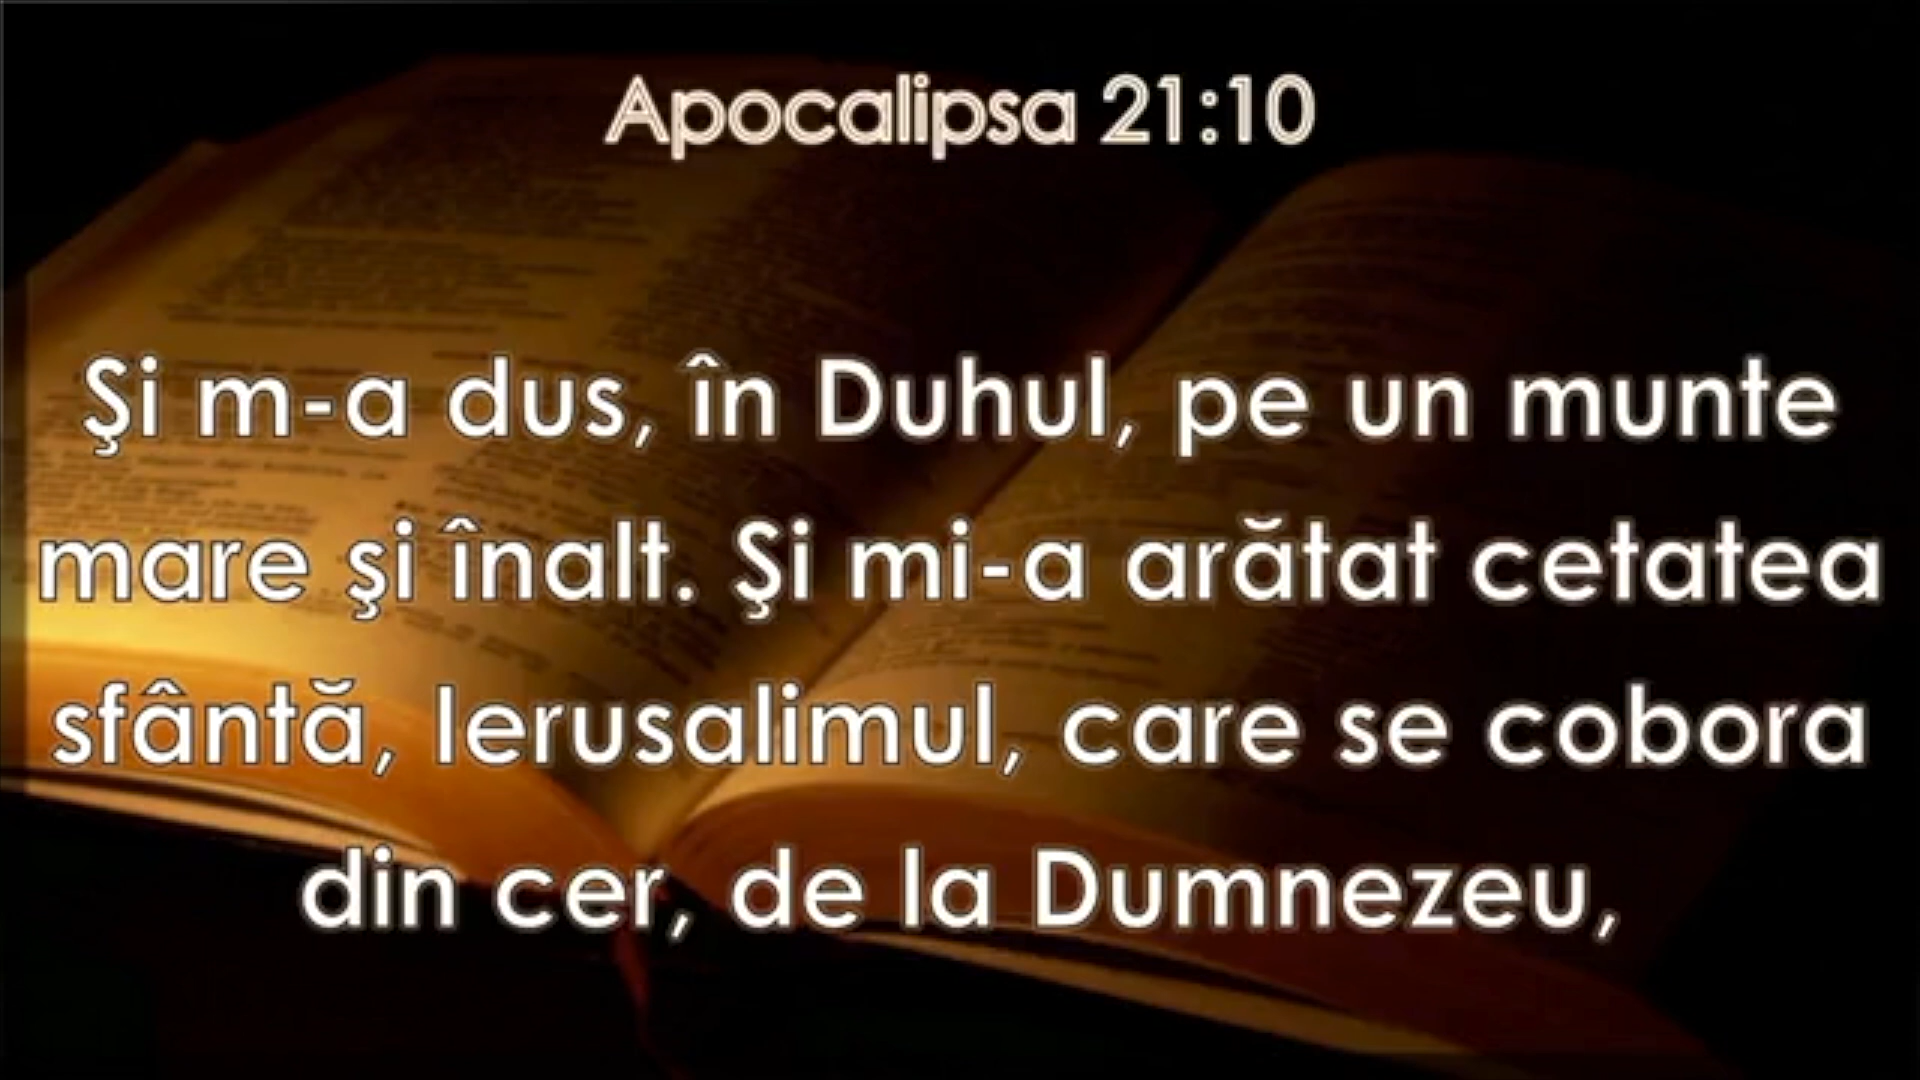 Apocalipsa 21:10
Şi m-a dus, în Duhul, pe un munte
mare şi înalt. Şi mi-a arătat cetatea
sfântă, Ierusalimul, care se cobora
din cer, de la Dumnezeu,